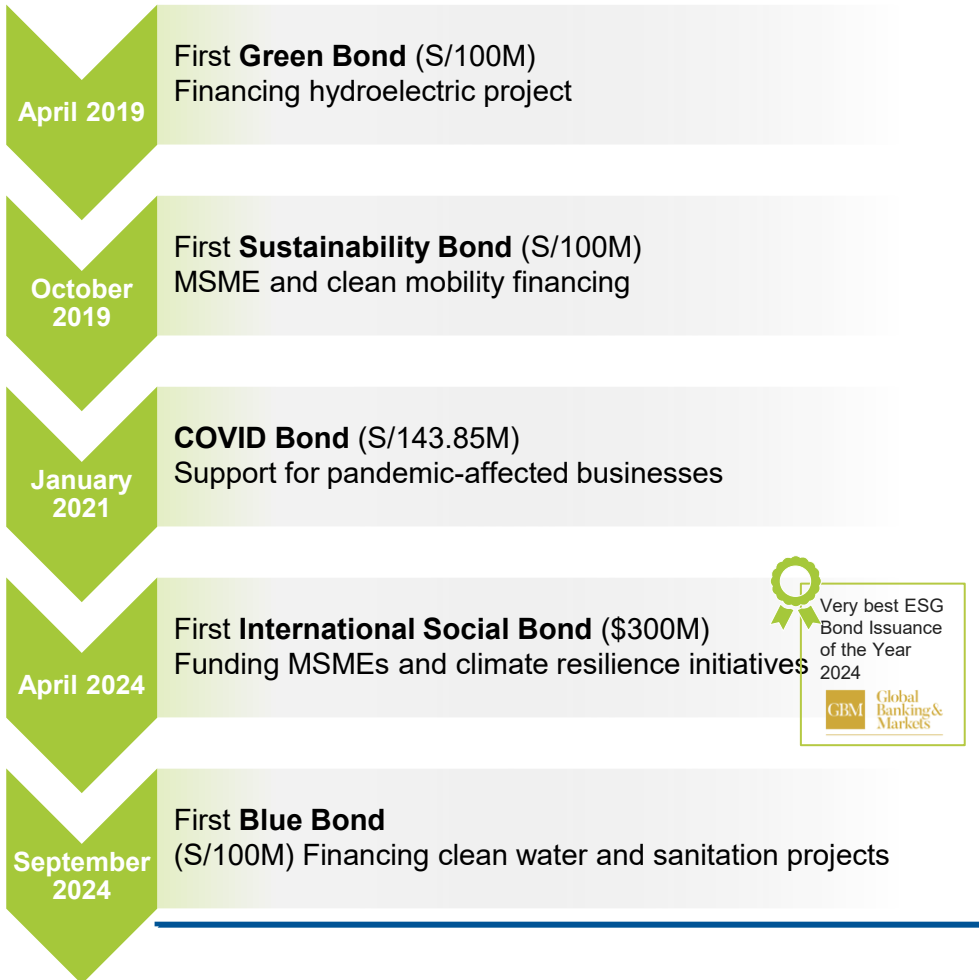 April 2019
First Green Bond (S/100M)
Financing hydroelectric project
October
2019
First Sustainability Bond (S/100M)
MSME and clean mobility financing
January
2021
COVID Bond (S/143.85M)
Support for pandemic-affected businesses
April 2024
First International Social Bond ($300M)
Funding MSMEs and climate resilience initiatives
Very best ESG
Bond Issuance
of the Year
2024
GBM
Global
Banking&
Markets
September
2024
First Blue Bond
(S/100M) Financing clean water and sanitation projects